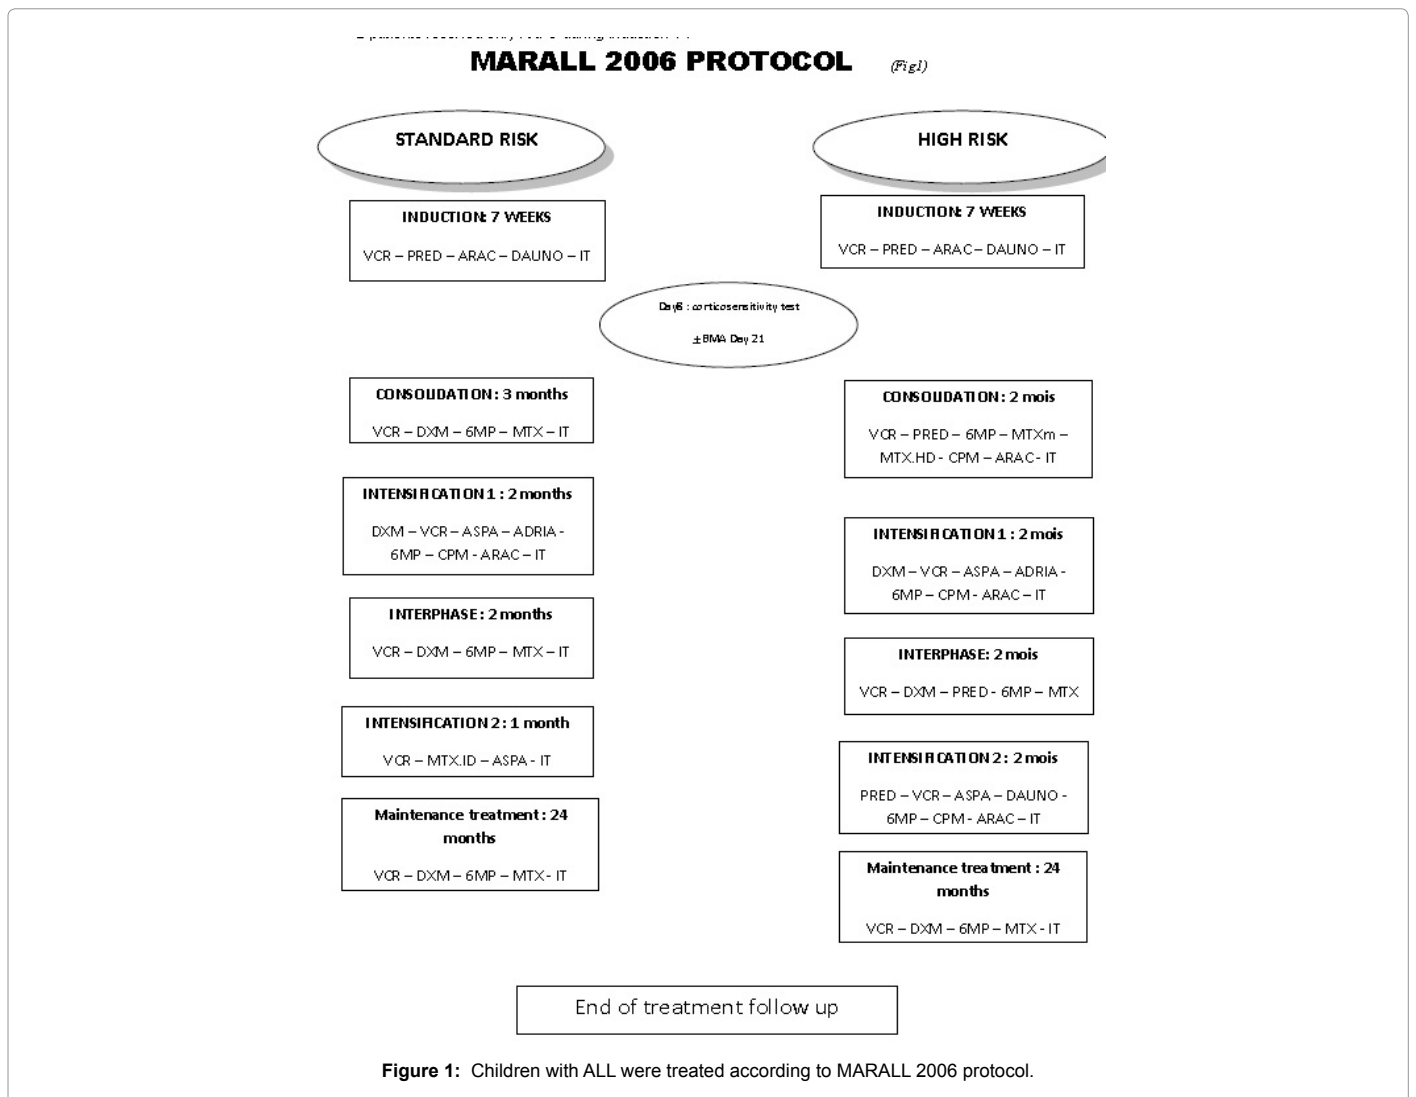 MARALL 2006 PROTOCOL (Fig1)
STANDARD RISK
HIGH RISK
INDUCTION: 7 WEEKS
VCR – PRED – ARAC – DAUNO – IT
INDUCTION: 7 WEEKS
VCR – PRED – ARAC – DAUNO – IT
: corticosensitivity test
± BMA Day 21
CONSOLIDATION : 3 months
VCR – DXM – 6MP – MTX – IT
CONSOLIDATION : 2 mois
VCR – PRED – 6MP – MTXm –
MTX.HD - CPM – ARAC - IT
INTENSIFICATION 1 : 2 months
DXM – VCR – ASPA – ADRIA -
6MP – CPM - ARAC – IT
INTENSIFICATION 1 : 2 mois
DXM – VCR – ASPA – ADRIA -
6MP – CPM - ARAC – IT
INTERPHASE : 2 months
VCR – DXM – 6MP – MTX – IT
INTERPHASE: 2 mois
VCR – DXM – PRED - 6MP – MTX
INTENSIFICATION 2 : 1 month
VCR – MTX.ID – ASPA - IT
INTENSIFICATION 2 : 2 mois
PRED – VCR – ASPA – DAUNO -
6MP – CPM - ARAC – IT
Maintenance treatment : 24
months
VCR – DXM – 6MP – MTX - IT
Maintenance treatment : 24
months
VCR – DXM – 6MP – MTX - IT
End of treatment follow up
Figure 1: Children with ALL were treated according to MARALL 2006 protocol.